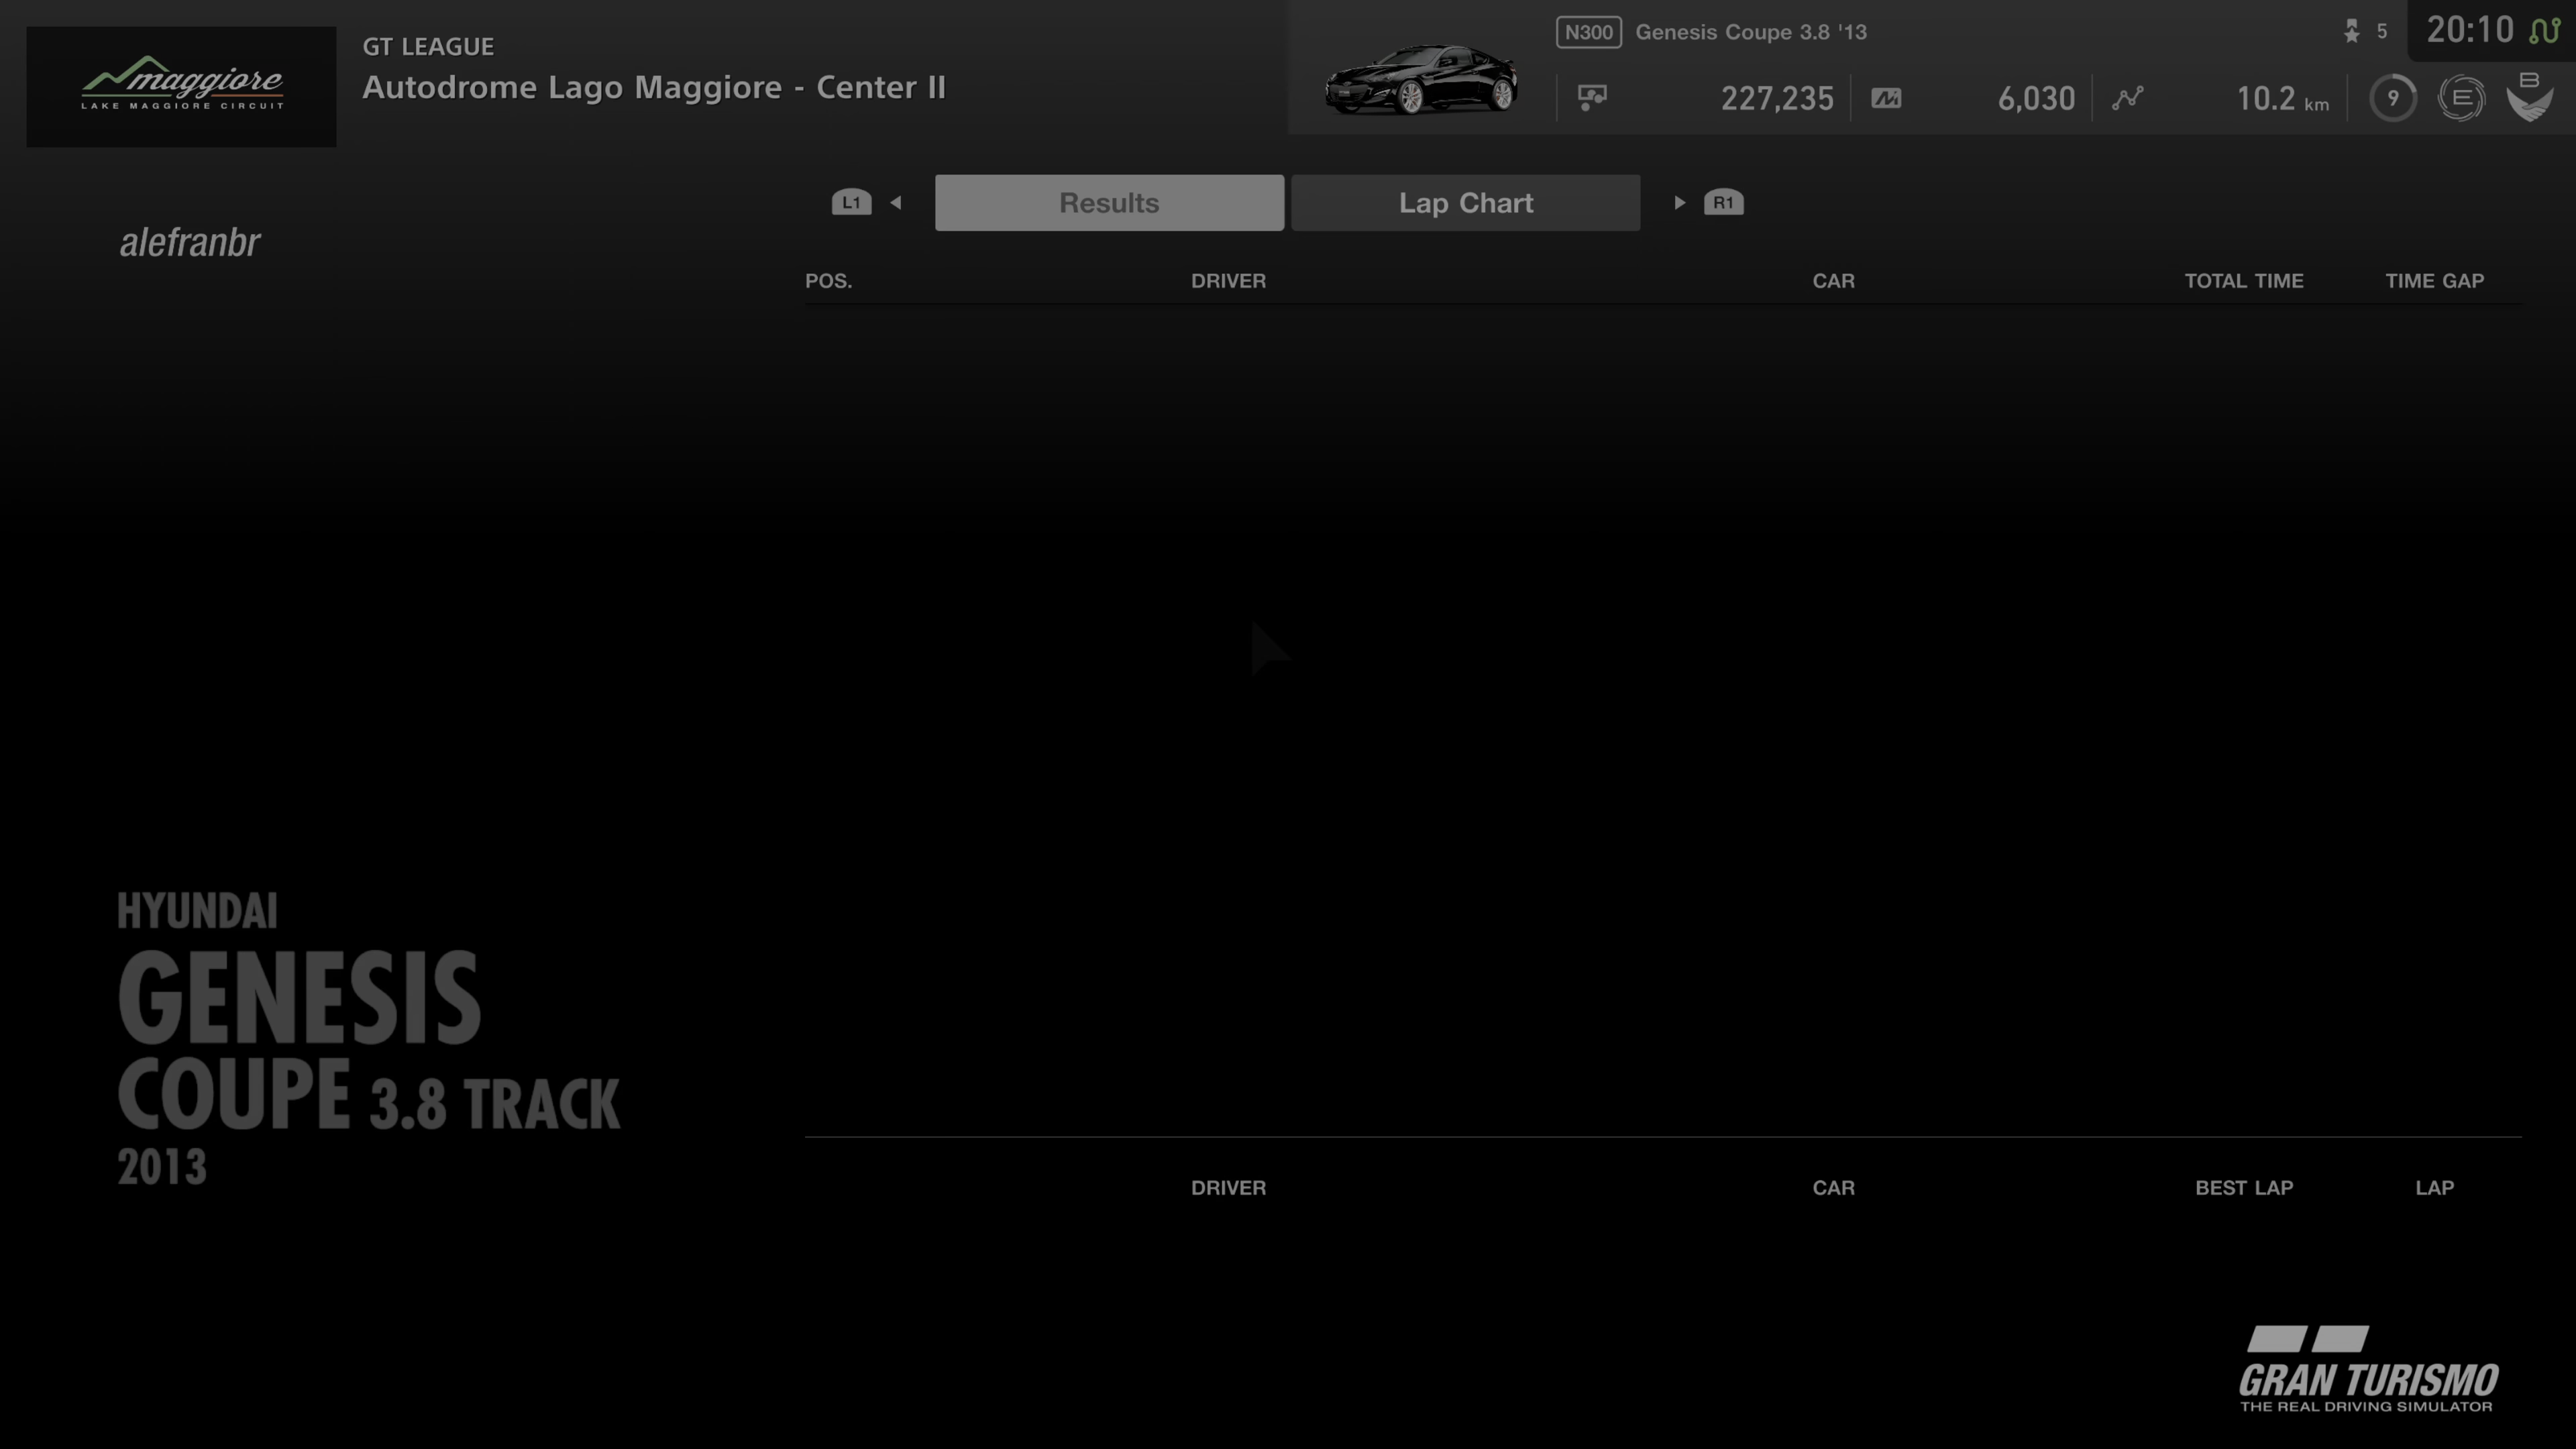 maggiore
LAKE MAGGIORE CIRCUIT
GT LEAGUE
Autodrome Lago Maggiore - Center II
N300 Genesis Coupe 3.8 '13
5
20:10
227,235
6,030
10.2 km
9
E
B
L1
Results
Lap Chart
R1
alefranbr
POS. DRIVER CAR TOTAL TIME TIME GAP
HYUNDAI
GENESIS
COUPE 3.8 TRACK
2013
DRIVER CAR BEST LAP LAP
GRAN TURISMO
THE REAL DRIVING SIMULATOR